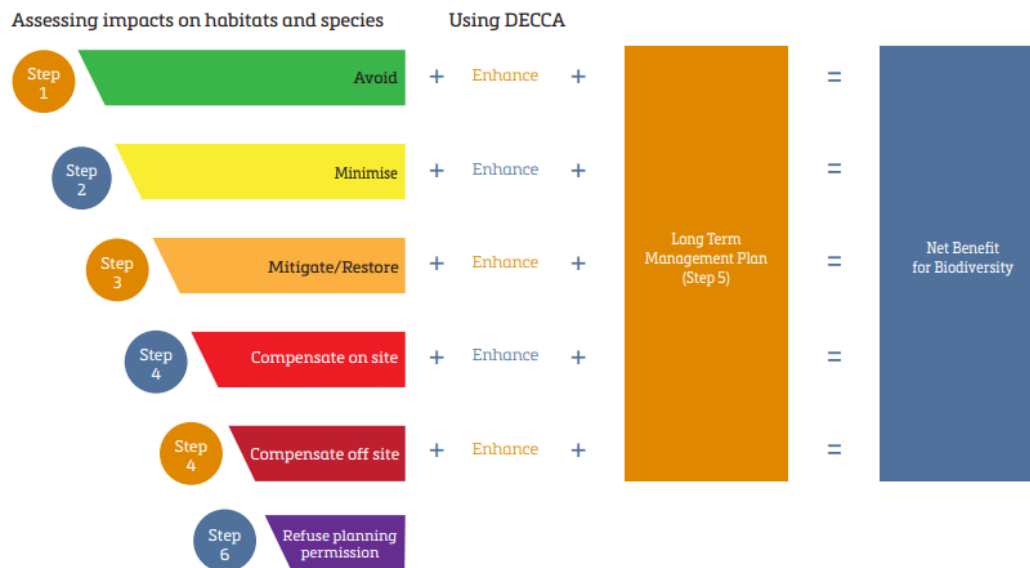 Assessing impacts on habitats and species
Using DECCA
Step
1
Avoid
+ Enhance + =
Step
2
Minimise
+ Enhance + =
Step
3
Mitigate/Restore
+ Enhance + =
Long Term
Management Plan
(Step 5)
Net Benefit
for Biodiversity
Step
4
Compensate on site
+ Enhance + =
Step
4
Compensate off site
+ Enhance + =
Step
6
Refuse planning
permission